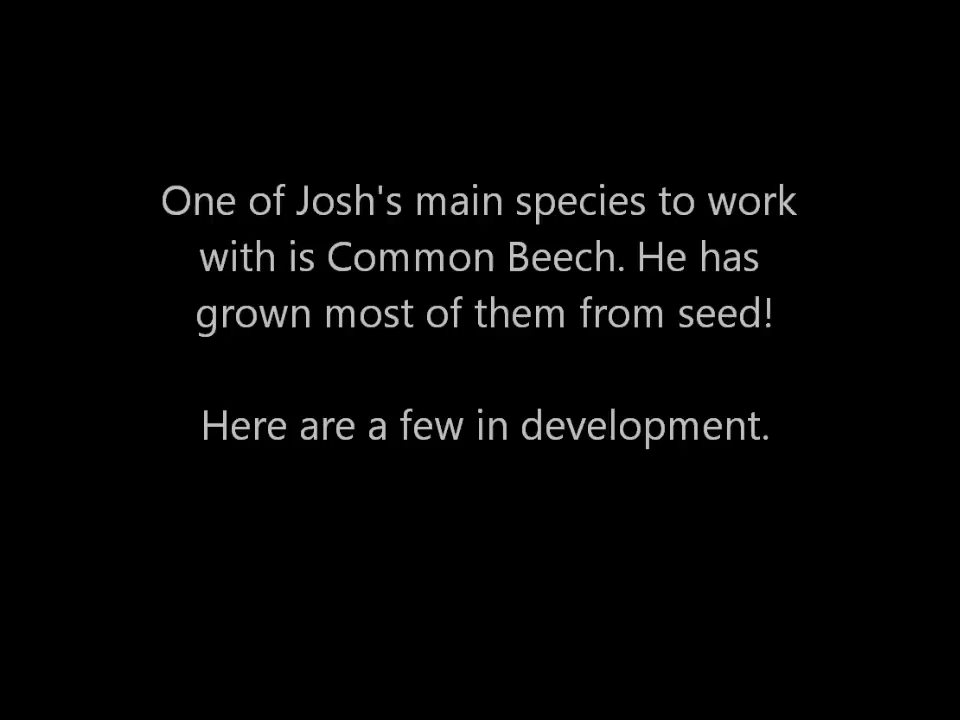 One of Josh's main species to work
with is Common Beech. He has
grown most of them from seed!
Here are a few in development.